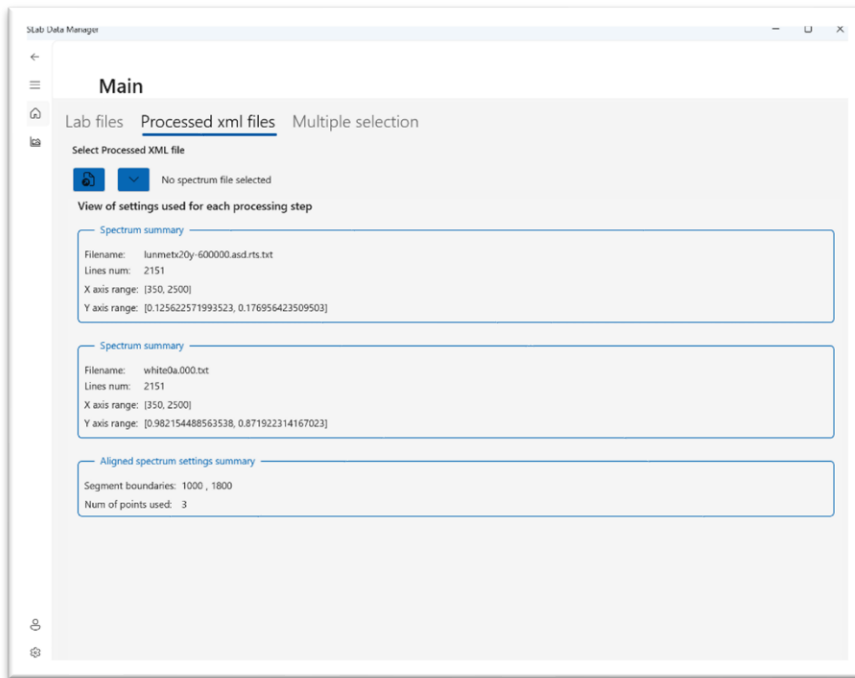 SLab Data Manager
Main
Lab files Processed xml files Multiple selection
Select Processed XML file
No spectrum file selected
View of settings used for each processing step
Spectrum summary
Filename: lunmetx20y-600000.asd.rts.txt
Lines num: 2151
X axis range: [350, 2500]
Y axis range: [0.125622571993523, 0.176956423509503]
Spectrum summary
Filename: white0a.000.txt
Lines num: 2151
X axis range: [350, 2500]
Y axis range: [0.982154488563538, 0.871922314167023]
Aligned spectrum settings summary
Segment boundaries: 1000 , 1800
Num of points used: 3